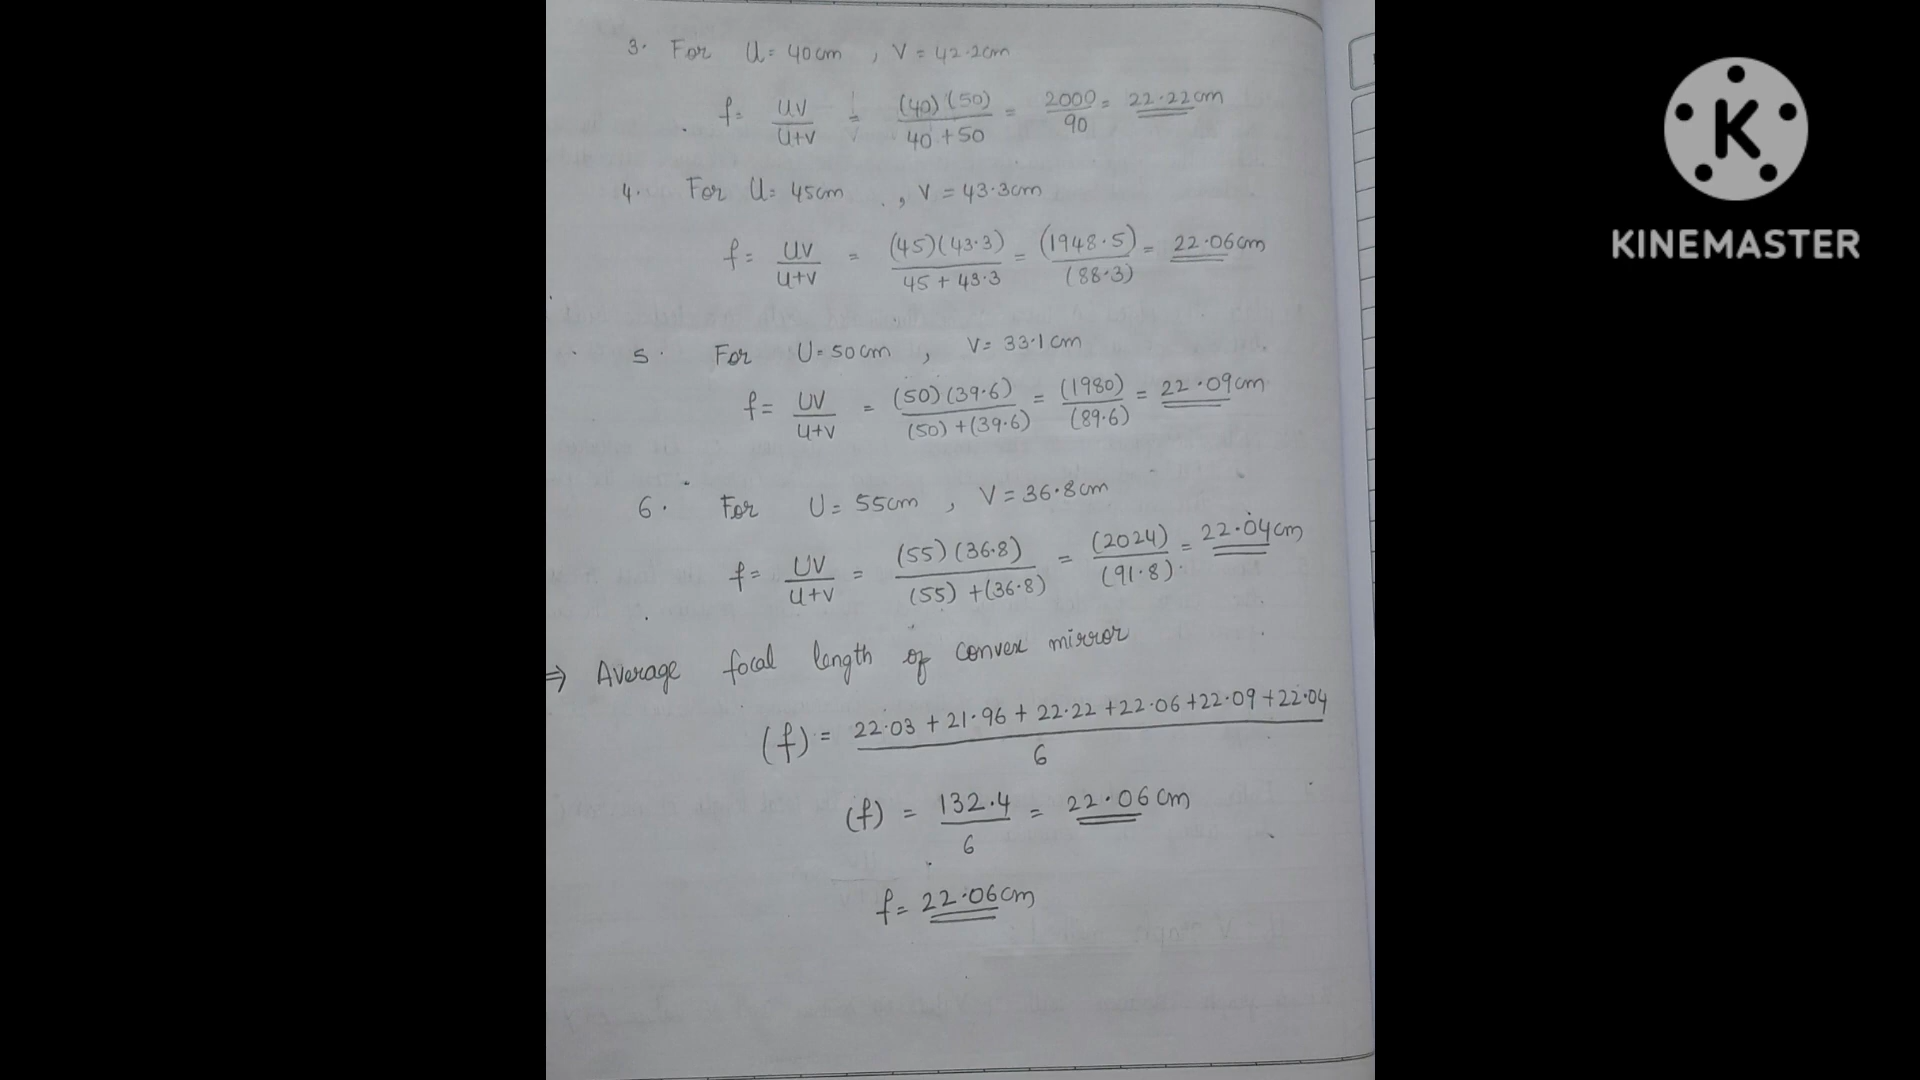 3. For U= 40cm , V = 42.2cm
f= UV/U+V = (40)(50)/40+50 = 2000/90 = 22.22cm
4. For U= 45cm , V = 43.3cm
f= UV/U+V = (45)(43.3)/45+43.3 = (1948.5)/(88.3) = 22.06cm
5. For U= 50cm , V= 33.1cm
f= UV/U+V = (50)(39.6)/(50)+(39.6) = (1980)/(89.6) = 22.09cm
6. For U= 55cm , V = 36.8cm
f= UV/U+V = (55)(36.8)/(55)+(36.8) = (2024)/(91.8) = 22.04cm
⇒ Average focal length of convex mirror
(f) = 22.03 + 21.96 + 22.22 + 22.06 + 22.09 + 22.04/6
(f) = 132.4/6 = 22.06cm
f= 22.06cm
K
KINEMASTER